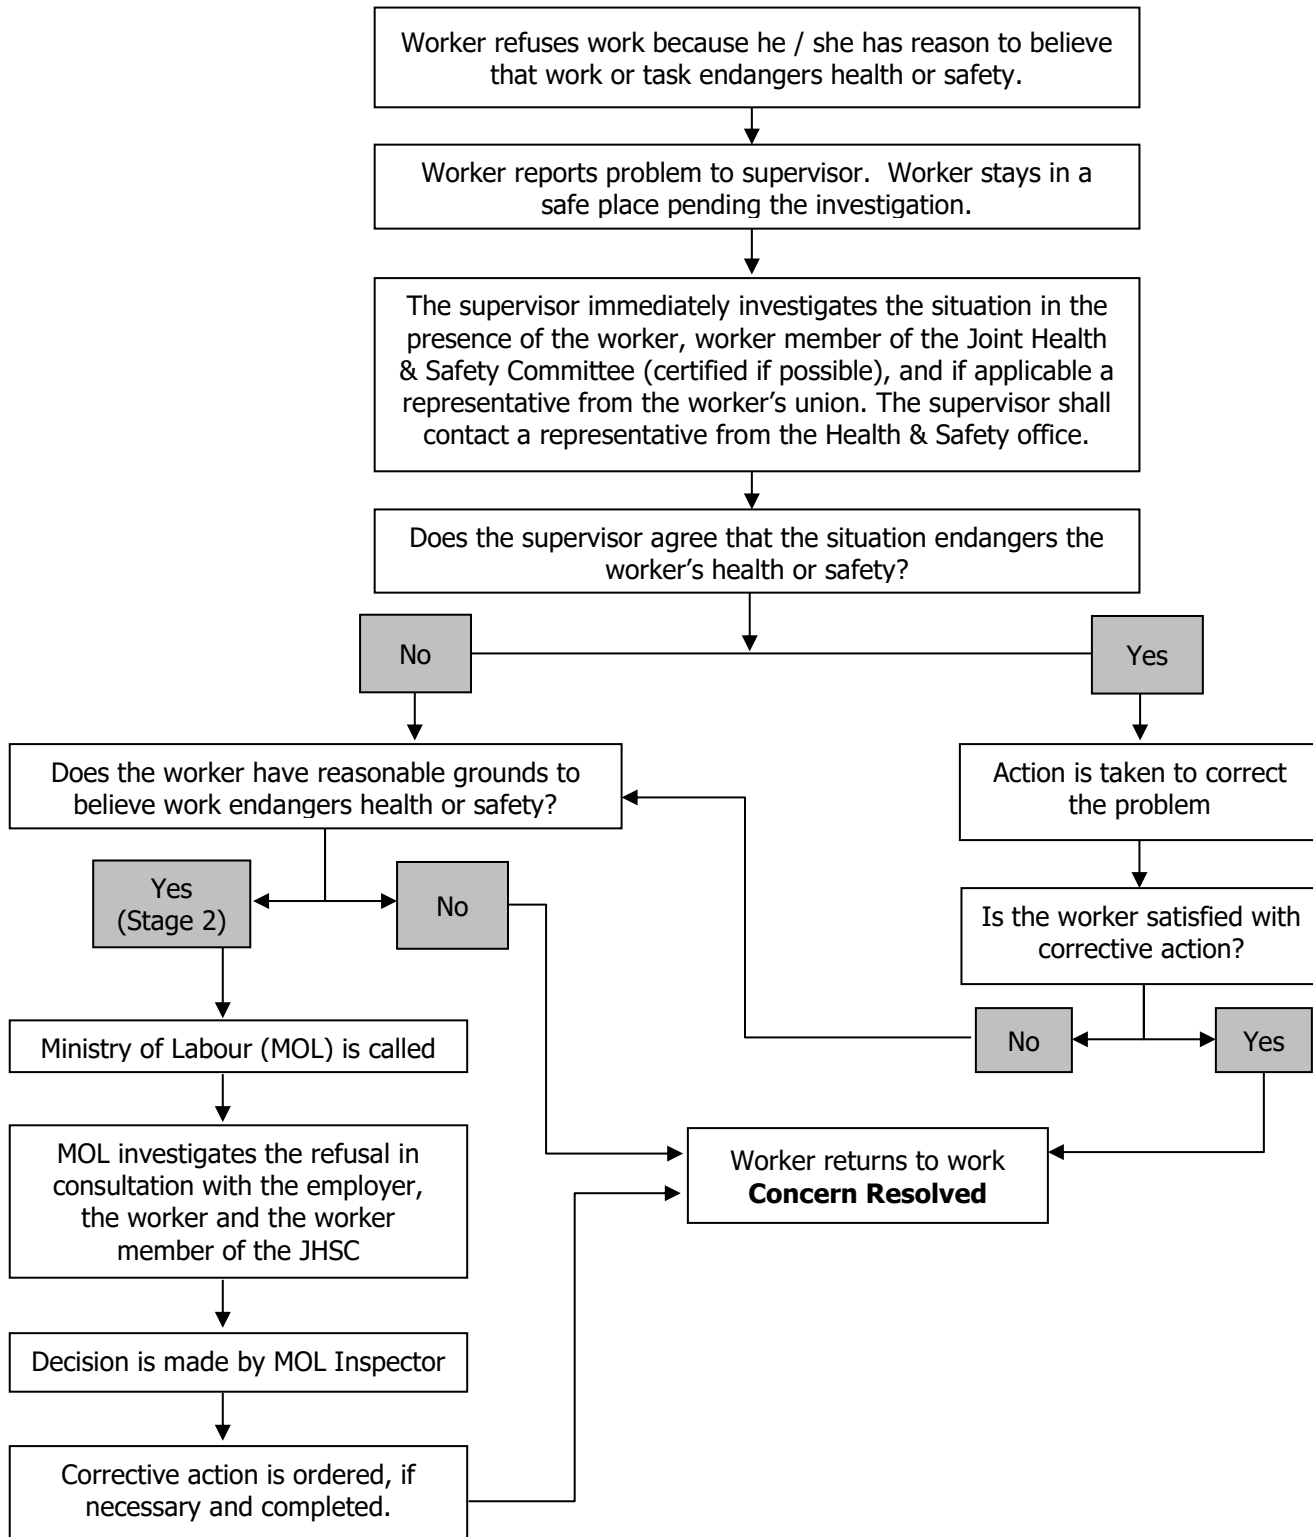 Worker refuses work because he / she has reason to believe
that work or task endangers health or safety.
Worker reports problem to supervisor.  Worker stays in a
safe place pending the investigation.
The supervisor immediately investigates the situation in the
presence of the worker, worker member of the Joint Health
& Safety Committee (certified if possible), and if applicable a
representative from the worker’s union. The supervisor shall
contact a representative from the Health & Safety office.
Does the supervisor agree that the situation endangers the
worker’s health or safety?
No
Yes
Does the worker have reasonable grounds to
believe work endangers health or safety?
Action is taken to correct
the problem
Yes
(Stage 2)
No
Is the worker satisfied with
corrective action?
No
Yes
Ministry of Labour (MOL) is called
MOL investigates the refusal in
consultation with the employer,
the worker and the worker
member of the JHSC
Worker returns to work
Concern Resolved
Decision is made by MOL Inspector
Corrective action is ordered, if
necessary and completed.